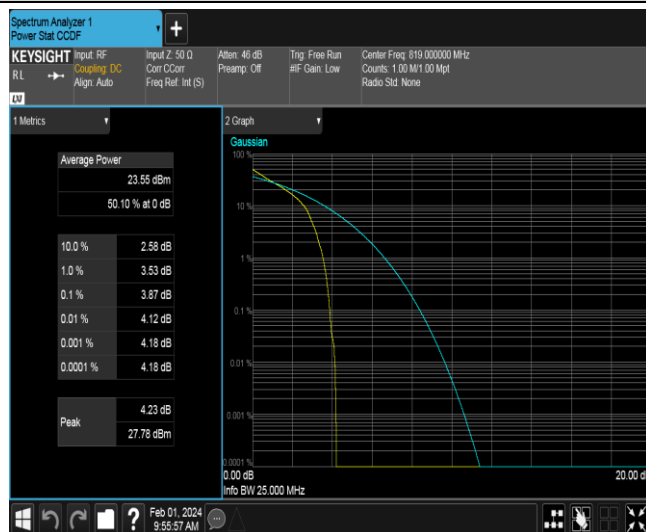 Spectrum Analyzer 1
Power Stat CCDF
+
KEYSIGHT
RL
Input: RF
Coupling: DC
Align: Auto
Input Z: 50 Ω
Corr CCorr
Freq Ref: Int (S)
Atten: 46 dB
Preamp: Off
Trig: Free Run
#IF Gain: Low
Center Freq: 819.000000 MHz
Counts: 1.00 M/1.00 Mpt
Radio Std: None
LXI
1 Metrics
Average Power
23.55 dBm
50.10 % at 0 dB
10.0 % 2.58 dB
1.0 % 3.53 dB
0.1 % 3.87 dB
0.01 % 4.12 dB
0.001 % 4.18 dB
0.0001 % 4.18 dB
Peak
4.23 dB
27.78 dBm
2 Graph
Gaussian
100 %
10 %
1 %
0.1 %
0.01 %
0.001 %
0.0001 %
0.00 dB
20.00 d
Info BW 25.000 MHz
?
Feb 01, 2024
9:55:57 AM